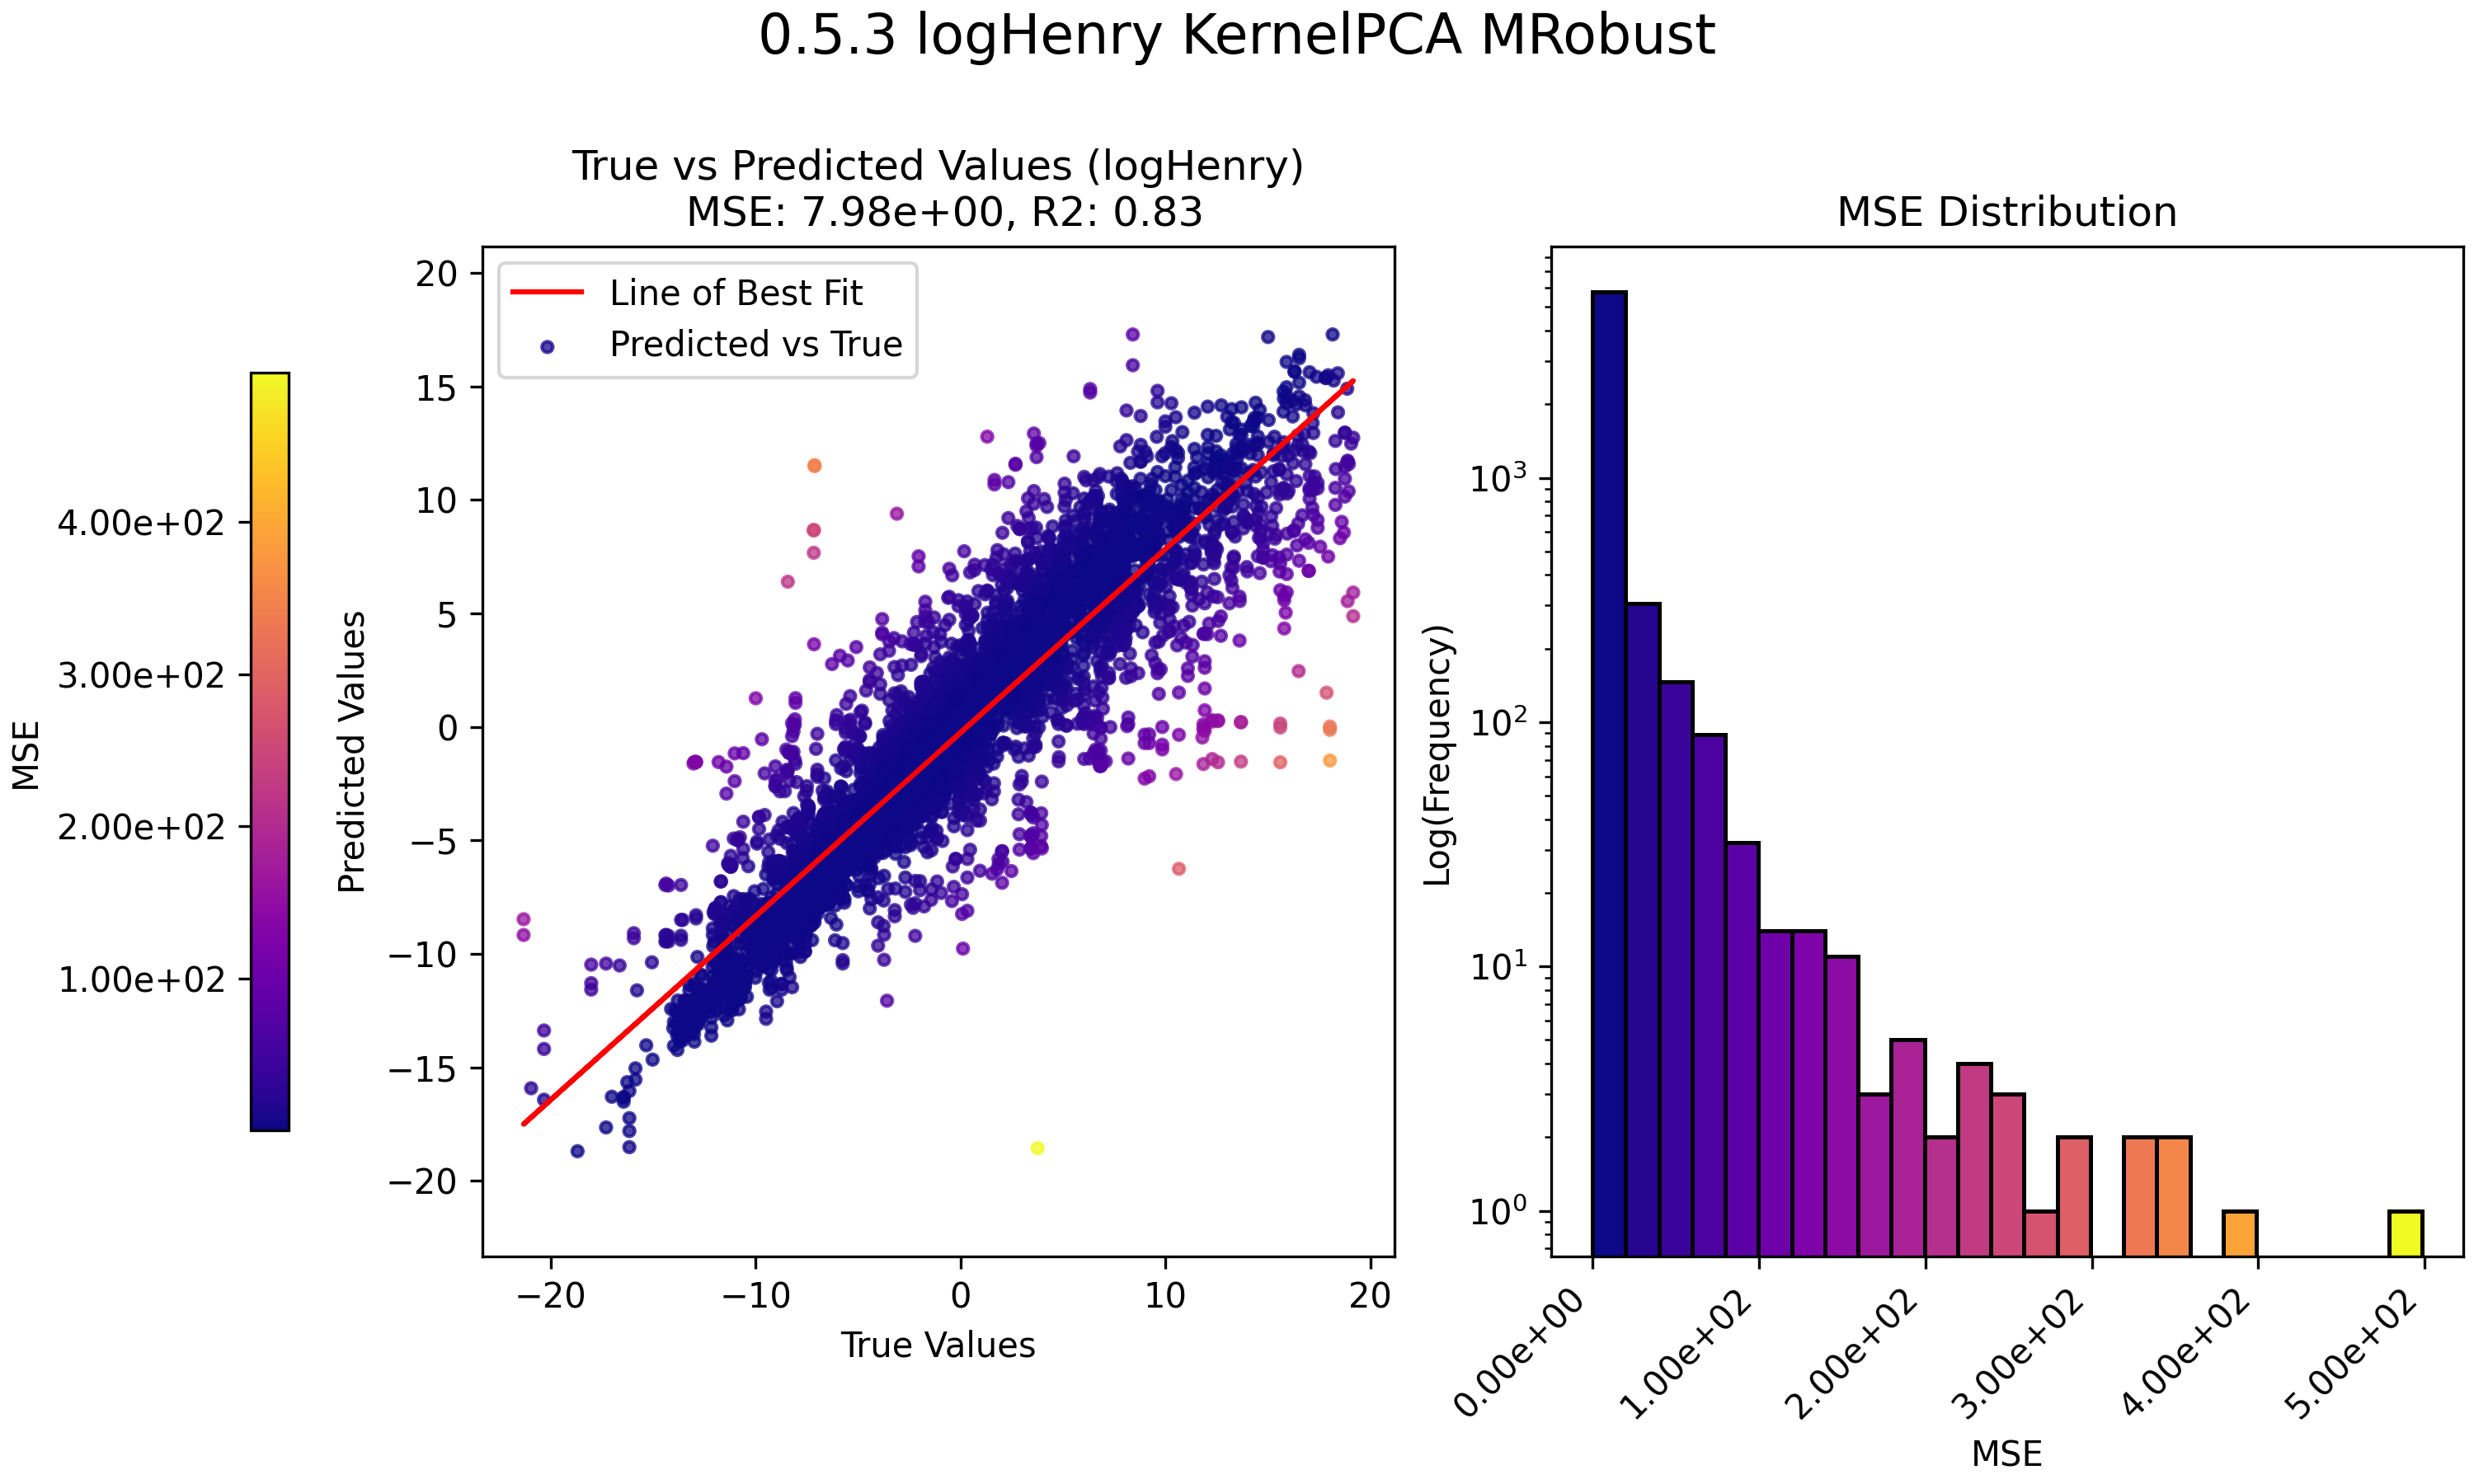 0.5.3 logHenry KernelPCA MRobust
True vs Predicted Values (logHenry)
MSE: 7.98e+00, R2: 0.83
MSE Distribution
Line of Best Fit
Predicted vs True
MSE
4.00e+02
3.00e+02
2.00e+02
1.00e+02
Predicted Values
20
15
10
5
0
−5
−10
−15
−20
−20
−10
0
10
20
True Values
Log(Frequency)
10³
10²
10¹
10⁰
0.00e+00
1.00e+02
2.00e+02
3.00e+02
4.00e+02
5.00e+02
MSE